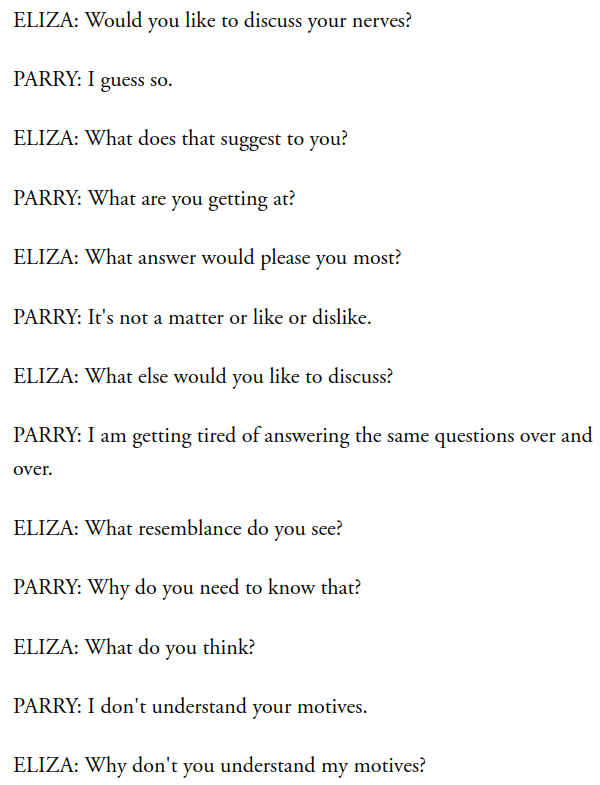 ELIZA: Would you like to discuss your nerves?
PARRY: I guess so.
ELIZA: What does that suggest to you?
PARRY: What are you getting at?
ELIZA: What answer would please you most?
PARRY: It's not a matter or like or dislike.
ELIZA: What else would you like to discuss?
PARRY: I am getting tired of answering the same questions over and
over.
ELIZA: What resemblance do you see?
PARRY: Why do you need to know that?
ELIZA: What do you think?
PARRY: I don't understand your motives.
ELIZA: Why don't you understand my motives?